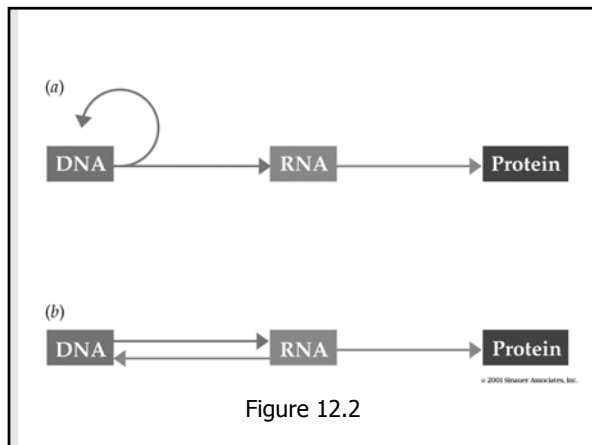 (a)
DNA RNA Protein
(b)
DNA RNA Protein
© 2001 Sinauer Associates, Inc.
Figure 12.2